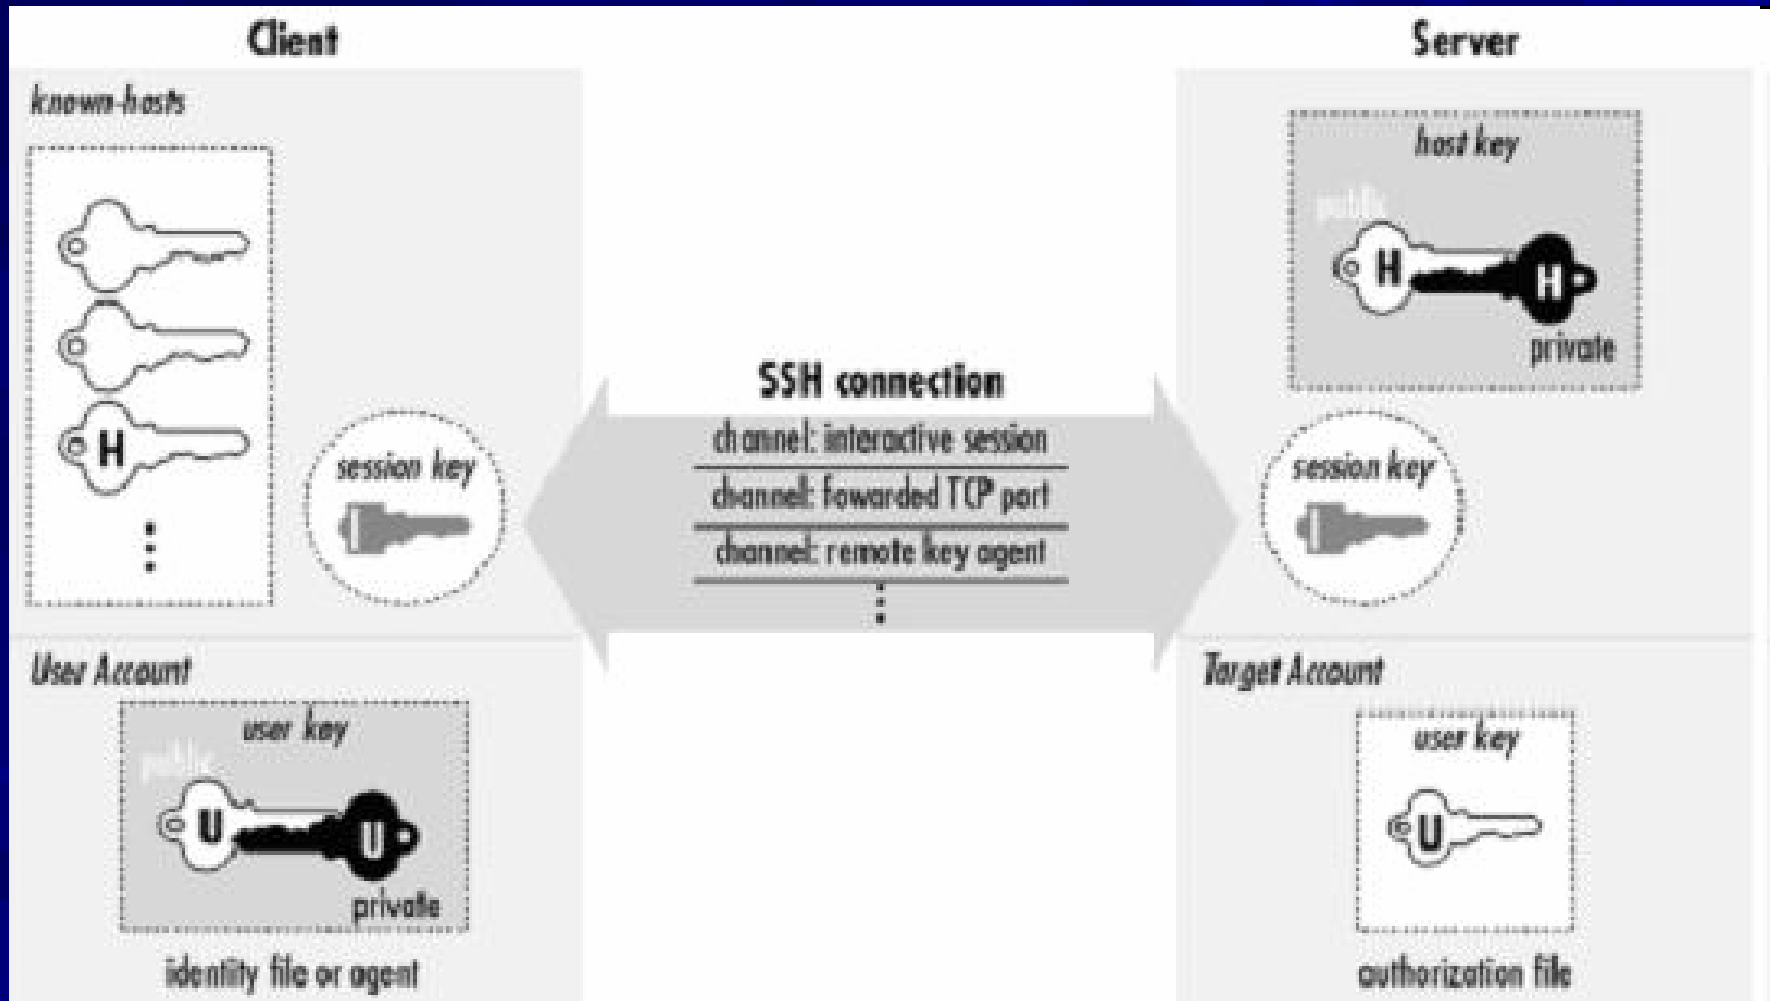 Client
known-hosts
H
session key
User Account
user key
public
U
U
private
identity file or agent
SSH connection
channel: interactive session
channel: fowarded TCP port
channel: remote key agent
Server
host key
public
H
H
private
session key
Target Account
user key
U
authorization file